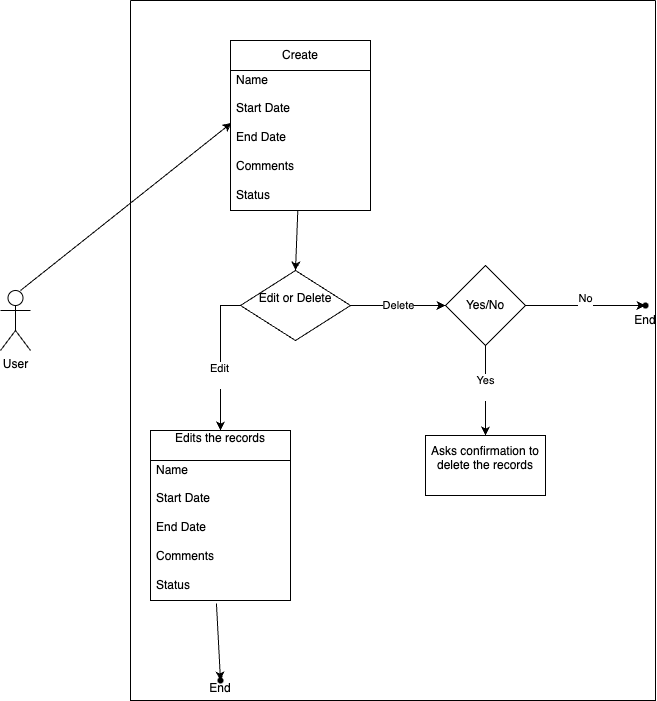 Create
Name
Start Date
End Date
Comments
Status
User
Edit or Delete
Delete
Yes/No
No
End
Edit
Yes
Edits the records
Name
Start Date
End Date
Comments
Status
Asks confirmation to
delete the records
End